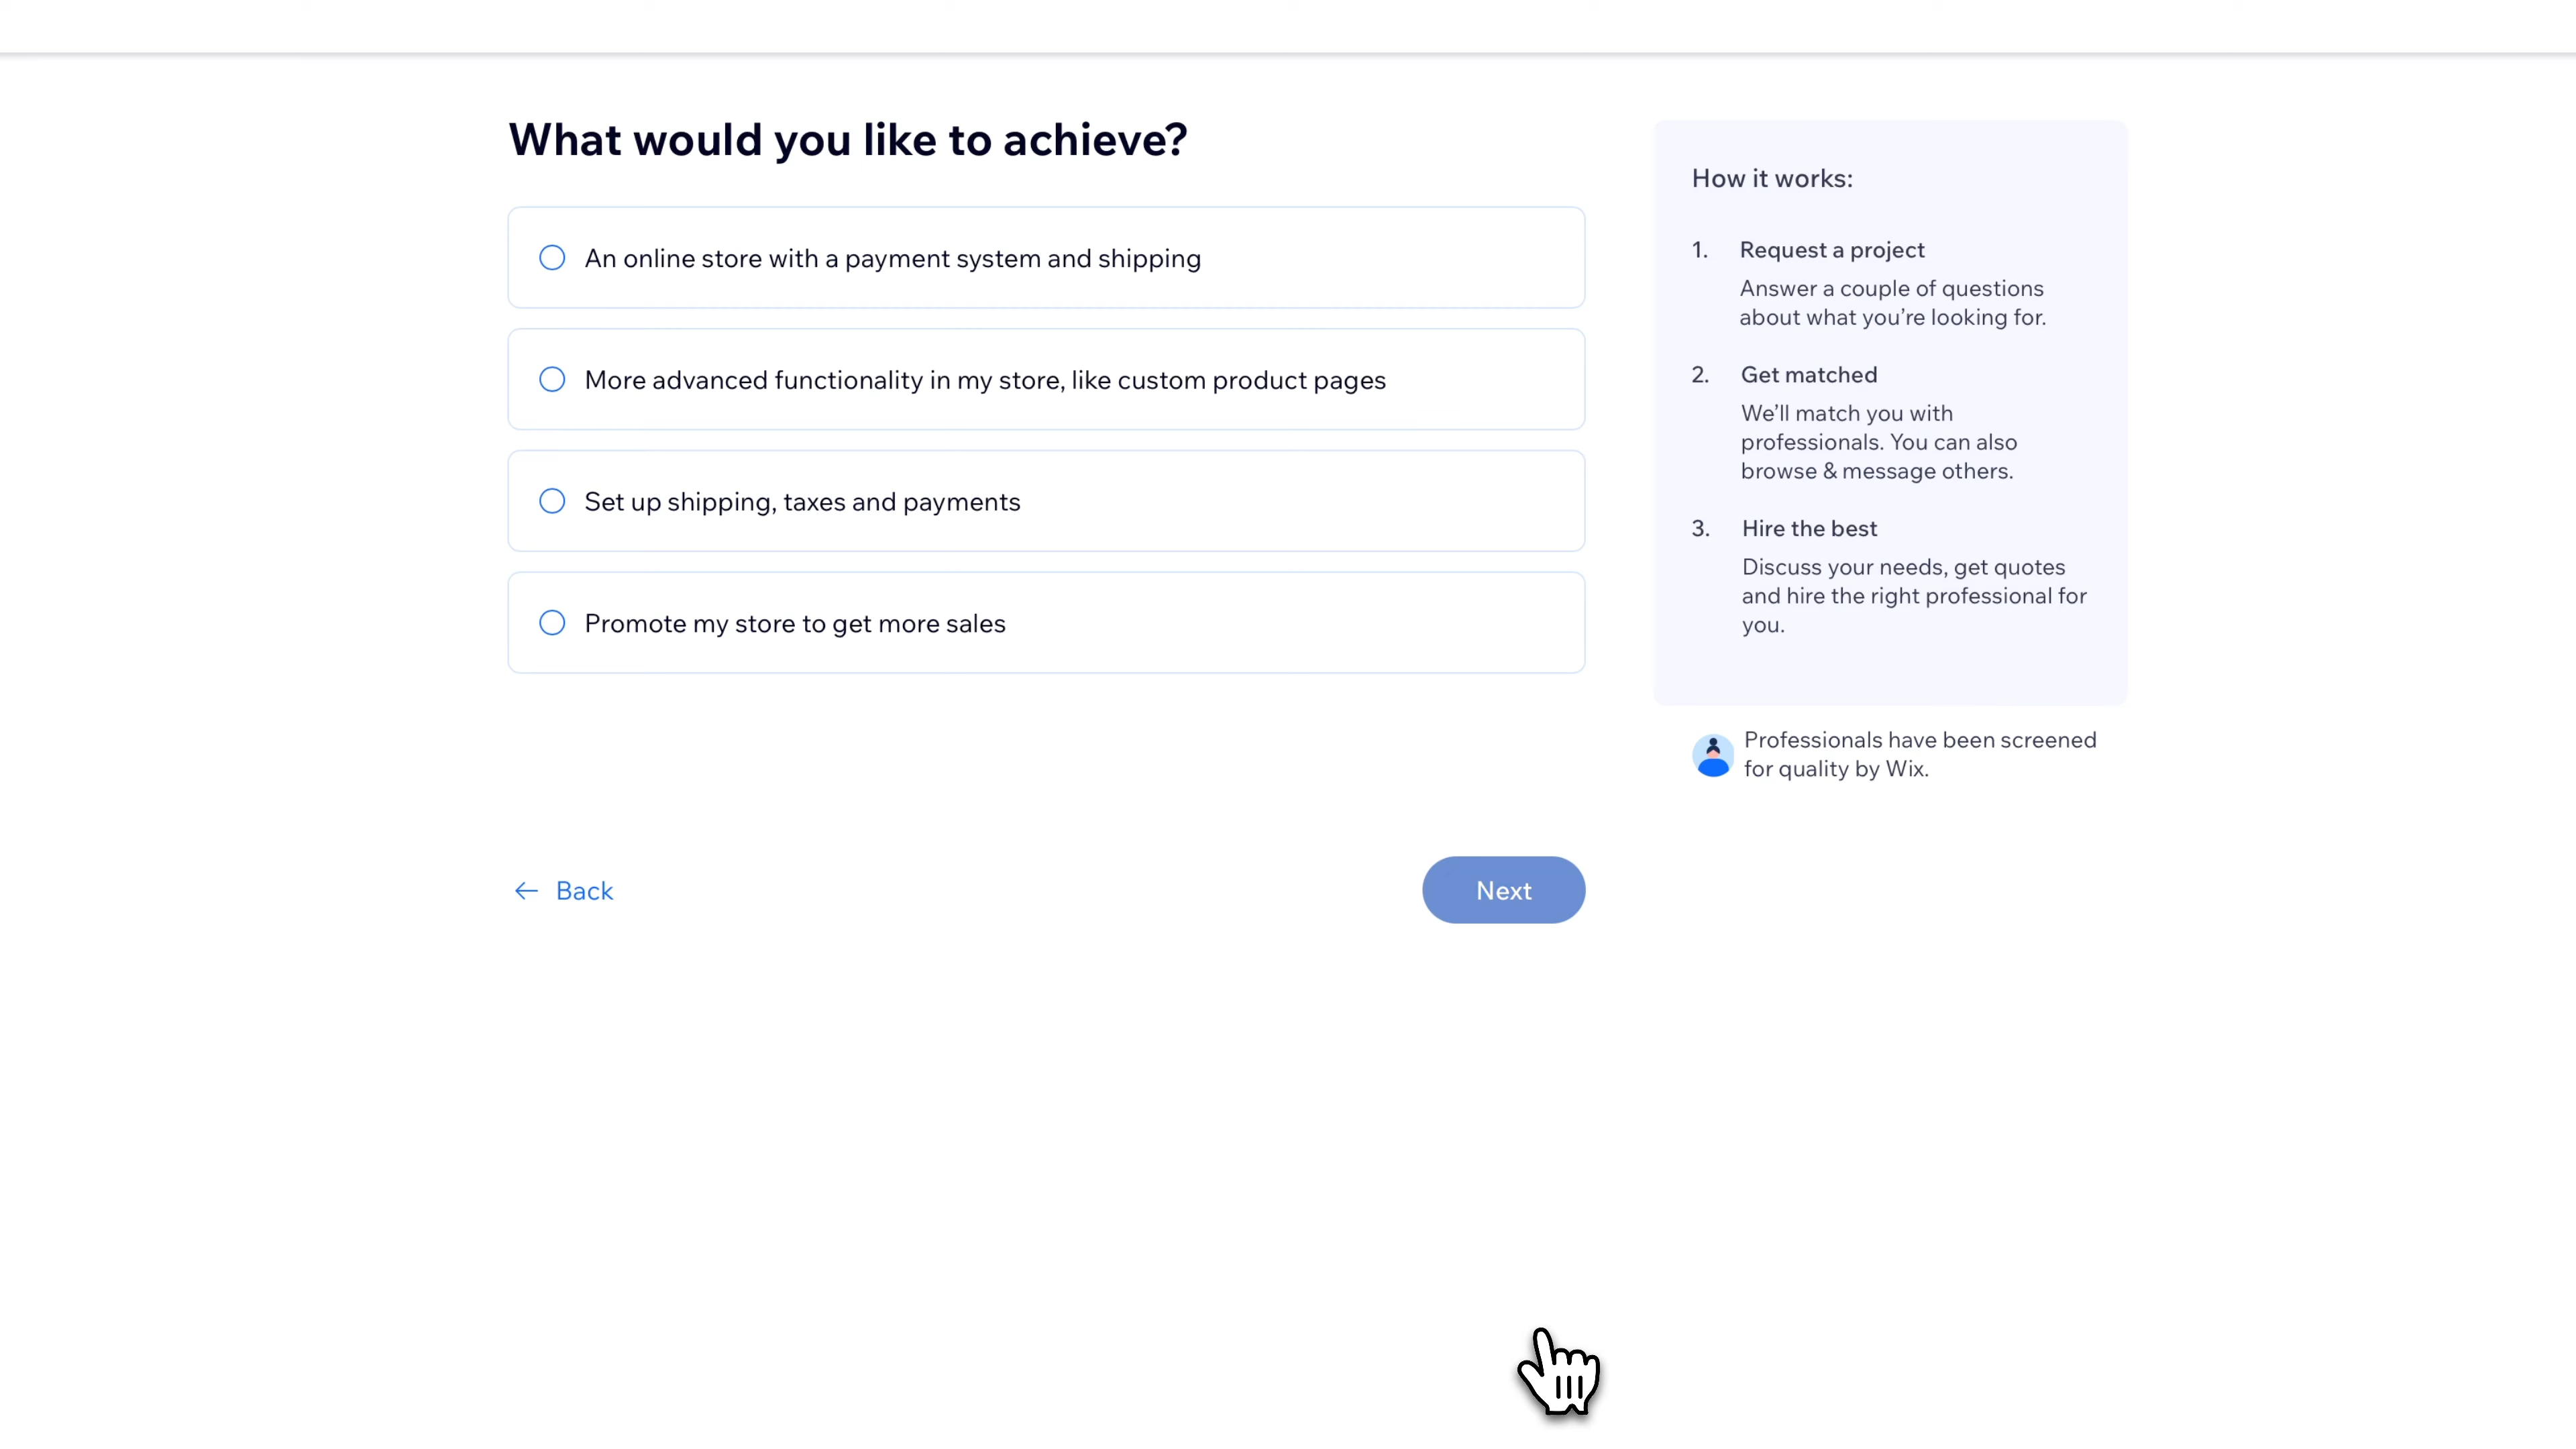 What would you like to achieve?
An online store with a payment system and shipping
More advanced functionality in my store, like custom product pages
Set up shipping, taxes and payments
Promote my store to get more sales
Back
Next
How it works:
1. Request a project
Answer a couple of questions
about what you’re looking for.
2. Get matched
We’ll match you with
professionals. You can also
browse & message others.
3. Hire the best
Discuss your needs, get quotes
and hire the right professional for
you.
Professionals have been screened
for quality by Wix.